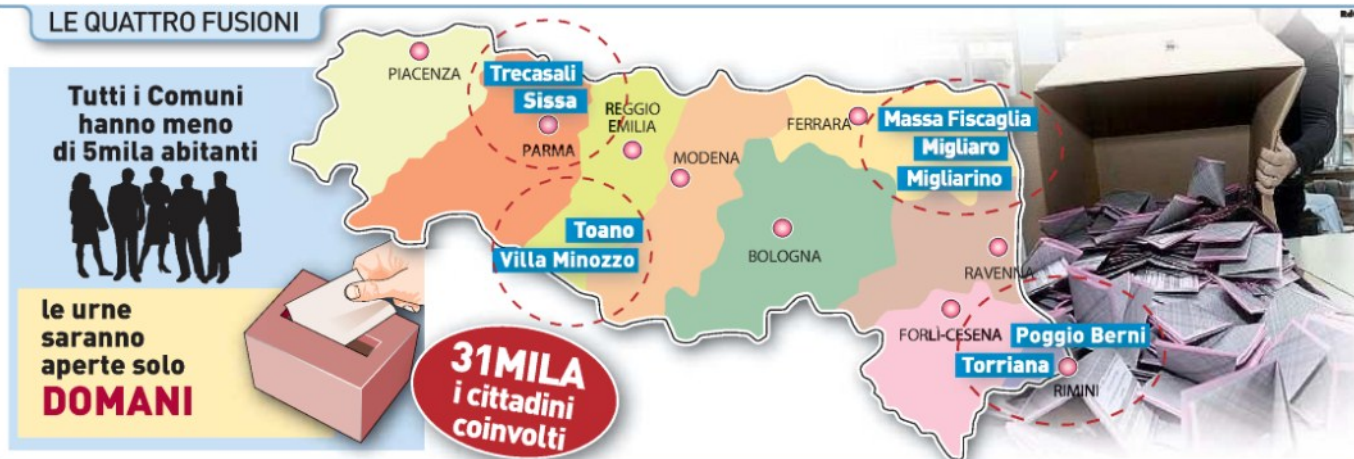 LE QUATTRO FUSIONI
Tutti i Comuni
hanno meno
di 5mila abitanti
le urne
saranno
aperte solo
DOMANI
31MILA
i cittadini
coinvolti
PIACENZA
Trecasali
Sissa
PARMA
REGGIO
EMILIA
Toano
Villa Minozzo
MODENA
BOLOGNA
FERRARA
Massa Fiscaglia
Migliaro
Migliarino
RAVENNA
FORLÌ-CESENA
Poggio Berni
Torriana
RIMINI